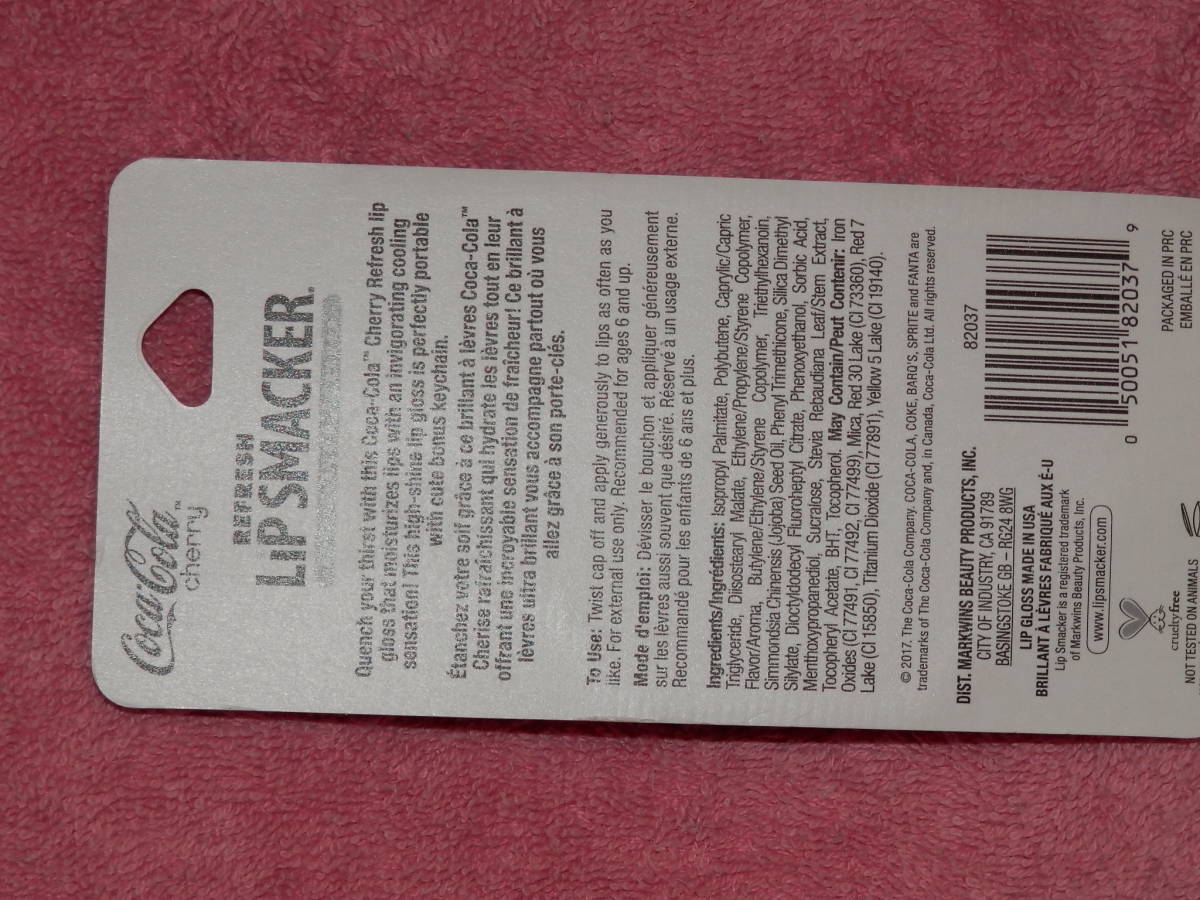 Coca-Cola™
cherry
REFRESH
LiP SMACKER®
Quench your thirst with this Coca-Cola™ Cherry Refresh lip
gloss that moisturizes lips with an invigorating cooling
sensation! This high-shine lip gloss is perfectly portable
with cute bonus keychain.
Étanchez votre soif grâce à ce brillant à lèvres Coca-Cola™
Cherise rafraîchissant qui hydrate les lèvres tout en leur
offrant une incroyable sensation de fraîcheur! Ce brillant à
lèvres ultra brillant vous accompagne partout où vous
allez grâce à son porte-clés.
To Use: Twist cap off and apply generously to lips as often as you
like. For external use only. Recommended for ages 6 and up.
Mode d'emploi: Dévisser le bouchon et appliquer généreusement
sur les lèvres aussi souvent que désiré. Réservé à un usage externe.
Recommandé pour les enfants de 6 ans et plus.
Ingredients/Ingrédients: Isopropyl Palmitate, Polybutene, Caprylic/Capric
Triglyceride, Diisostearyl Malate, Ethylene/Propylene/Styrene Copolymer,
Flavor/Aroma, Butylene/Ethylene/Styrene Copolymer, Triethylhexanoin,
Simmondsia Chinensis (Jojoba) Seed Oil, Phenyl Trimethicone, Silica Dimethyl
Silylate, Dioctyldodecyl Fluoroheptyl Citrate, Phenoxyethanol, Sorbic Acid,
Menthoxypropanediol, Sucralose, Stevia Rebaudiana Leaf/Stem Extract,
Tocopheryl Acetate, BHT, Tocopherol. May Contain/Peut Contenir: Iron
Oxides (CI 77491, CI 77492, CI 77499), Mica, Red 30 Lake (CI 73360), Red 7
Lake (CI 15850), Titanium Dioxide (CI 77891), Yellow 5 Lake (CI 19140).
© 2017. The Coca-Cola Company. COCA-COLA, COKE, BARQ'S, SPRITE and FANTA are
trademarks of The Coca-Cola Company and, in Canada, Coca-Cola Ltd. All rights reserved.
DIST. MARKWINS BEAUTY PRODUCTS, INC.
CITY OF INDUSTRY, CA 91789
BASINGSTOKE GB – RG24 8WG
LIP GLOSS MADE IN USA
BRILLANT À LÈVRES FABRIQUÉ AUX É-U
Lip Smacker is a registered trademark
of Markwins Beauty Products, Inc.
www.lipsmacker.com
crueltyfree
NOT TESTED ON ANIMALS
82037
0 50051 82037 9
PACKAGED IN PRC
EMBALLÉ EN PRC